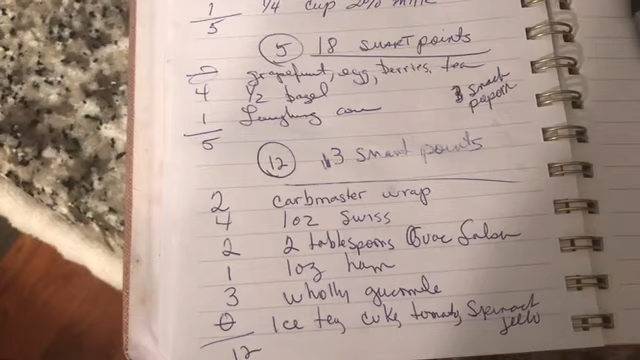 1 1/4 cup 2% milk
5
5 18 smart points
0 grapefruit, egg, berries, tea
4 1/2 bagel
3 snack
1 Laughing cow
5
12 13 smart points
2 carbmaster wrap
4 1oz Swiss
2 2 tablespoons Guac Salsa
1 1oz ham
3 wholly
0 Ice tea, cuke, tomato, Spinach
Jello
12